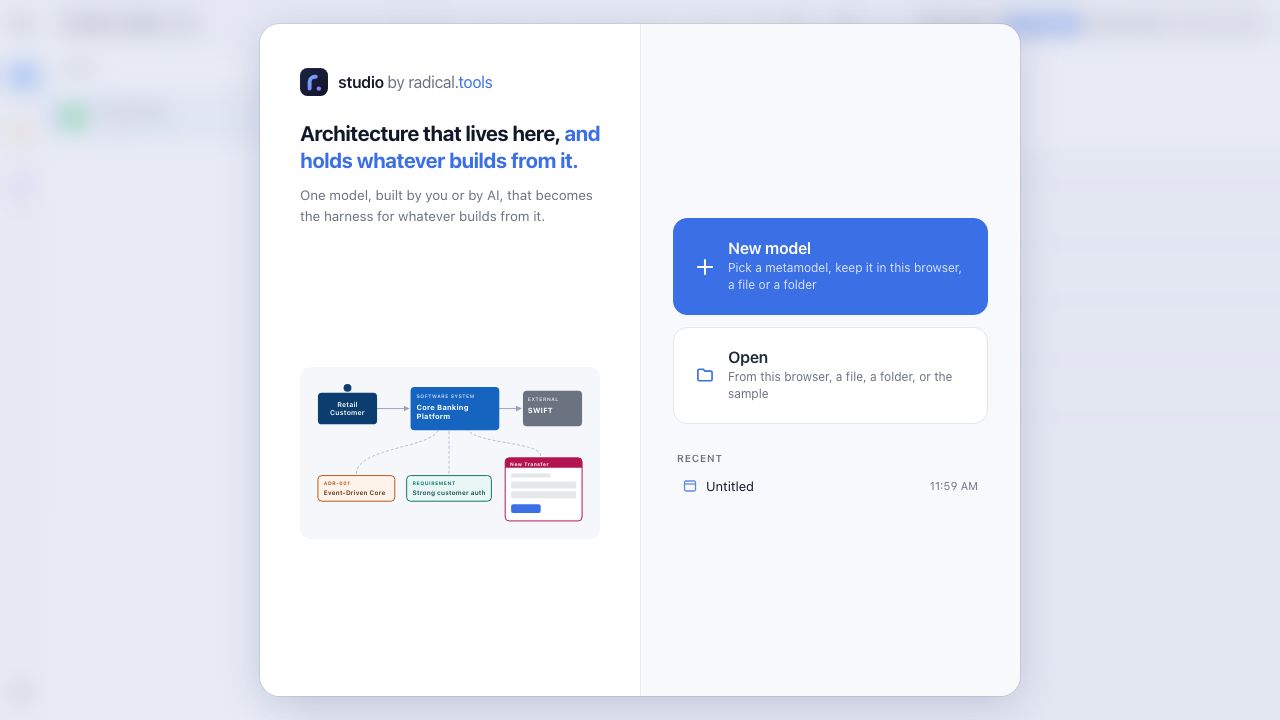 studio by radical.tools
Architecture that lives here, and
holds whatever builds from it.
One model, built by you or by AI, that becomes
the harness for whatever builds from it.
Retail
Customer
SOFTWARE SYSTEM
Core Banking
Platform
EXTERNAL
SWIFT
ADR-001
Event-Driven Core
REQUIREMENT
Strong customer auth
New Transfer
New model
Pick a metamodel, keep it in this browser,
a file or a folder
Open
From this browser, a file, a folder, or the
sample
RECENT
Untitled
11:59 AM